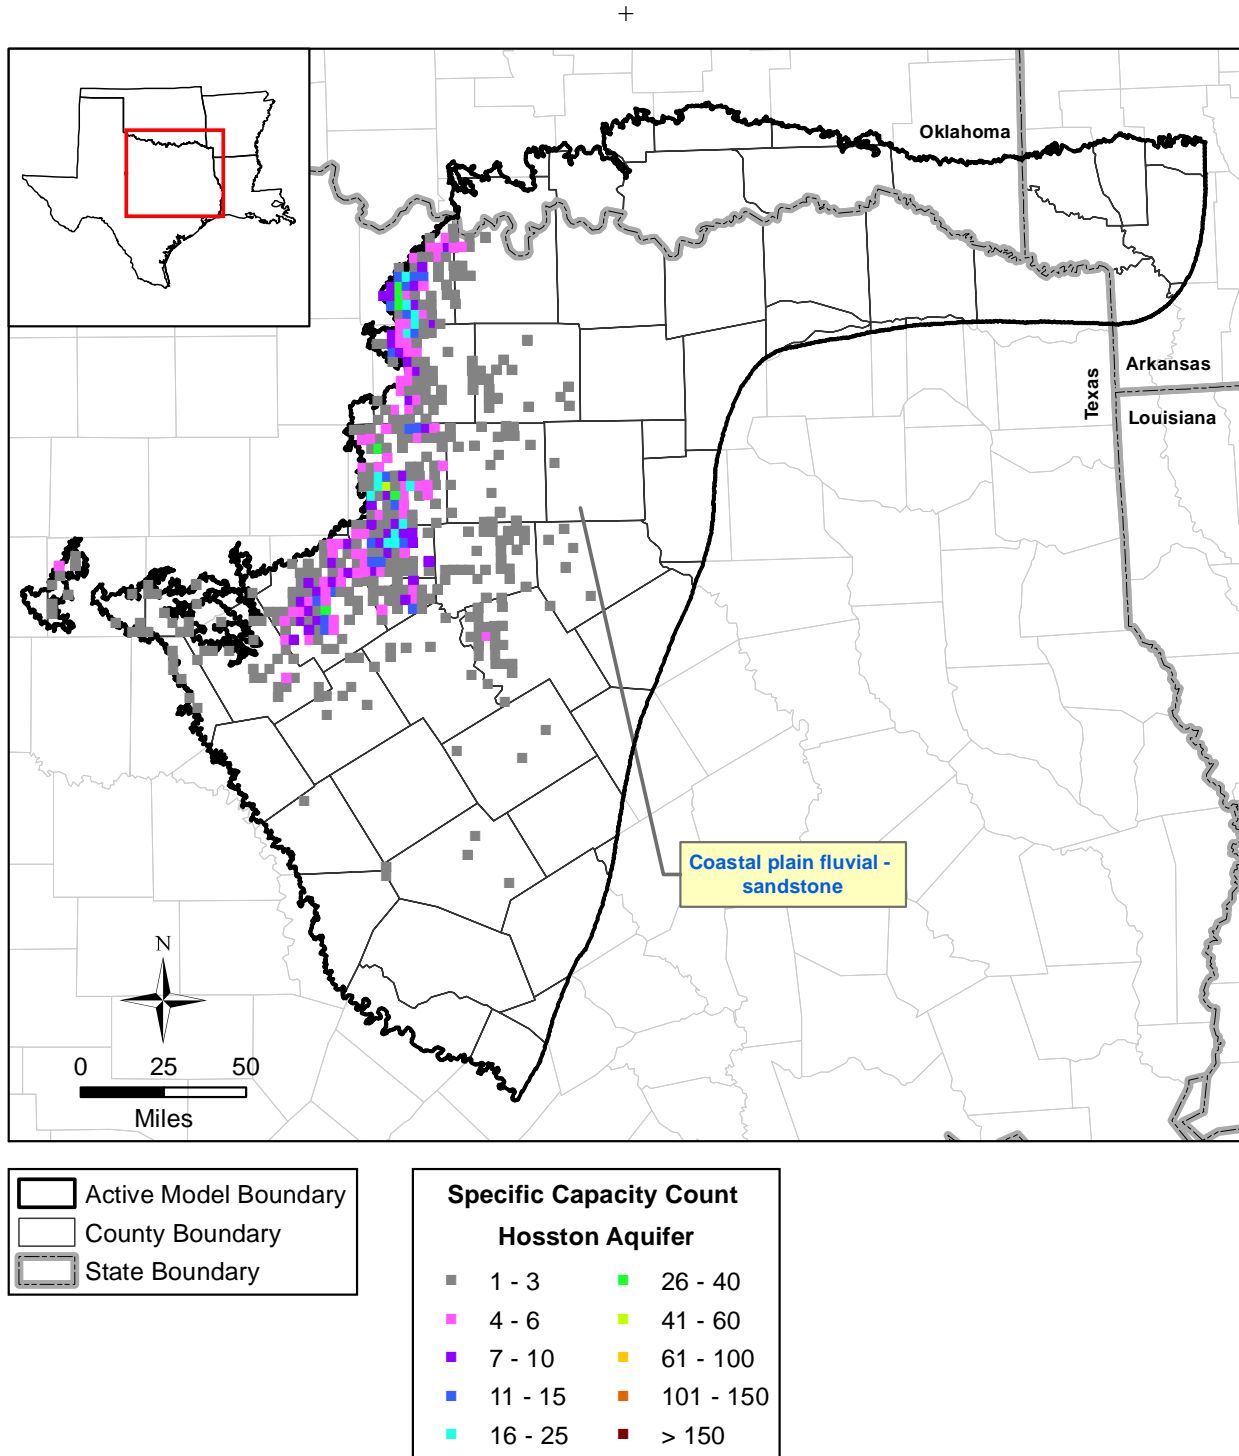 +
Oklahoma
Arkansas
Texas
Louisiana
Coastal plain fluvial -
sandstone
N
0 25 50
Miles
Active Model Boundary
County Boundary
State Boundary
Specific Capacity Count
Hosston Aquifer
1 - 3
4 - 6
7 - 10
11 - 15
16 - 25
26 - 40
41 - 60
61 - 100
101 - 150
> 150